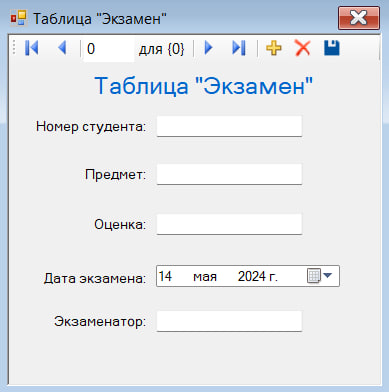 Таблица "Экзамен"
0 для {0}
Таблица "Экзамен"
Номер студента:
Предмет:
Оценка:
Дата экзамена: 14 мая 2024 г.
Экзаменатор: